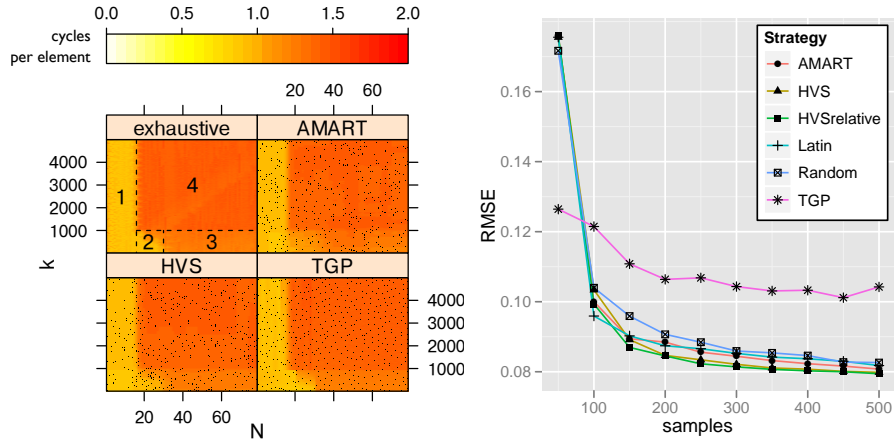 0.0 0.5 1.0 1.5 2.0
cycles
per element
20 40 60
exhaustive AMART
4000
3000
2000
1000
1
4
2
3
k
HVS TGP
4000
3000
2000
1000
20 40 60
N
RMSE
0.16
0.14
0.12
0.10
0.08
Strategy
AMART
HVS
HVSrelative
Latin
Random
TGP
100 200 300 400 500
samples